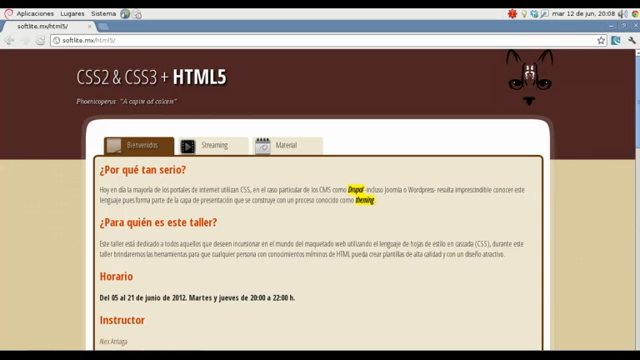 Aplicaciones Lugares Sistema
mar 12 de jun, 20:08
softlite.mx/html5/
softlite.mx/html5/
CSS2 & CSS3 + HTML5
Phoenicoperus: "A capite ad calcem"
Bienvenidos Streaming Material
¿Por qué tan serio?
Hoy en día la mayoría de los portales de internet utilizan CSS, en el caso particular de los CMS como Drupal -incluso Joomla o Wordpress- resulta imprescindible conocer este
lenguaje pues forma parte de la capa de presentación que se construye con un proceso conocido como theming.
¿Para quién es este taller?
Este taller está dedicado a todos aquellos que deseen incursionar en el mundo del maquetado web utilizando el lenguaje de hojas de estilo en cascada (CSS), durante este
taller brindaremos las herramientas para que cualquier persona con conocimientos mínimos de HTML pueda crear plantillas de alta calidad y con un diseño atractivo.
Horario
Del 05 al 21 de junio de 2012. Martes y jueves de 20:00 a 22:00 h.
Instructor